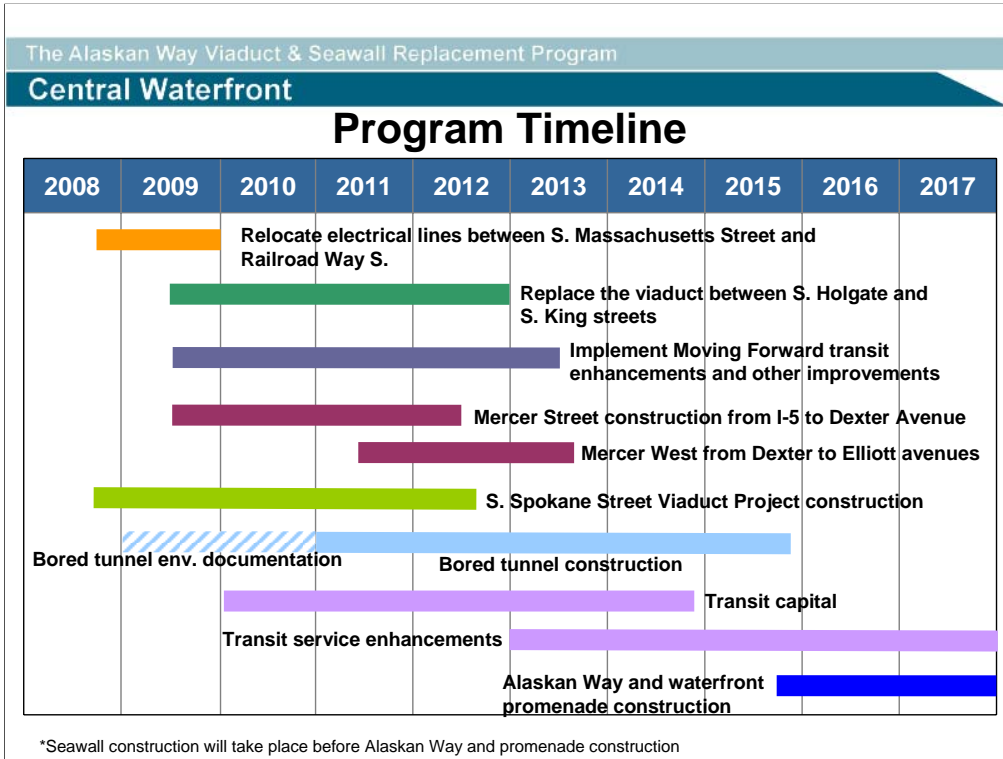 The Alaskan Way Viaduct & Seawall Replacement Program
Central Waterfront
Program Timeline
2008 2009 2010 2011 2012 2013 2014 2015 2016 2017
Relocate electrical lines between S. Massachusetts Street and
Railroad Way S.
Replace the viaduct between S. Holgate and
S. King streets
Implement Moving Forward transit
enhancements and other improvements
Mercer Street construction from I-5 to Dexter Avenue
Mercer West from Dexter to Elliott avenues
S. Spokane Street Viaduct Project construction
Bored tunnel env. documentation
Bored tunnel construction
Transit capital
Transit service enhancements
Alaskan Way and waterfront
promenade construction
*Seawall construction will take place before Alaskan Way and promenade construction